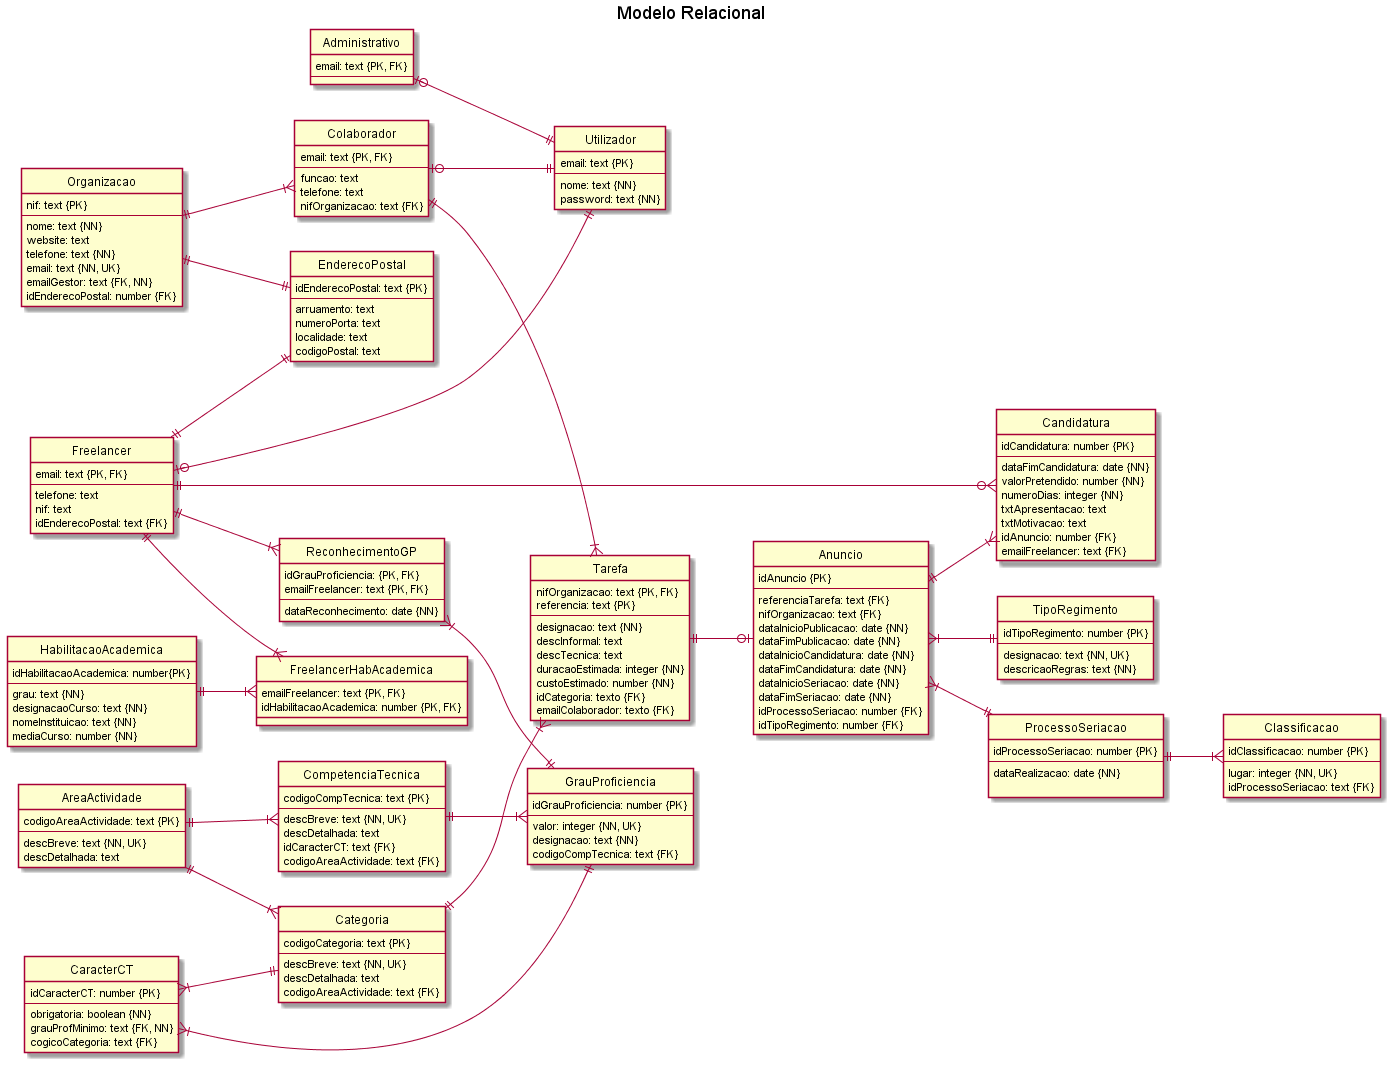 Modelo Relacional
Administrativo
email: text {PK, FK}
Colaborador
email: text {PK, FK}
funcao: text
telefone: text
nifOrganizacao: text {FK}
Utilizador
email: text {PK}
nome: text {NN}
password: text {NN}
Organizacao
nif: text {PK}
nome: text {NN}
website: text
telefone: text {NN}
email: text {NN, UK}
emailGestor: text {FK, NN}
idEnderecoPostal: number {FK}
EnderecoPostal
idEnderecoPostal: text {PK}
arruamento: text
numeroPorta: text
localidade: text
codigoPostal: text
Freelancer
email: text {PK, FK}
telefone: text
nif: text
idEnderecoPostal: text {FK}
Candidatura
idCandidatura: number {PK}
dataFimCandidatura: date {NN}
valorPretendido: number {NN}
numeroDias: integer {NN}
txtApresentacao: text
txtMotivacao: text
idAnuncio: number {FK}
emailFreelancer: text {FK}
ReconhecimentoGP
idGrauProficiencia: {PK, FK}
emailFreelancer: text {PK, FK}
dataReconhecimento: date {NN}
Tarefa
nifOrganizacao: text {PK, FK}
referencia: text {PK}
designacao: text {NN}
descInformal: text
descTecnica: text
duracaoEstimada: integer {NN}
custoEstimado: number {NN}
idCategoria: texto {FK}
emailColaborador: texto {FK}
Anuncio
idAnuncio {PK}
referenciaTarefa: text {FK}
nifOrganizacao: text {FK}
dataInicioPublicacao: date {NN}
dataFimPublicacao: date {NN}
dataInicioCandidatura: date {NN}
dataFimCandidatura: date {NN}
dataInicioSeriacao: date {NN}
dataFimSeriacao: date {NN}
idProcessoSeriacao: number {FK}
idTipoRegimento: number {FK}
TipoRegimento
idTipoRegimento: number {PK}
designacao: text {NN, UK}
descricaoRegras: text {NN}
HabilitacaoAcademica
idHabilitacaoAcademica: number{PK}
grau: text {NN}
designacaoCurso: text {NN}
nomeInstituicao: text {NN}
mediaCurso: number {NN}
FreelancerHabAcademica
emailFreelancer: text {PK, FK}
idHabilitacaoAcademica: number {PK, FK}
ProcessoSeriacao
idProcessoSeriacao: number {PK}
dataRealizacao: date {NN}
Classificacao
idClassificacao: number {PK}
lugar: integer {NN, UK}
idProcessoSeriacao: text {FK}
AreaActividade
codigoAreaActividade: text {PK}
descBreve: text {NN, UK}
descDetalhada: text
CompetenciaTecnica
codigoCompTecnica: text {PK}
descBreve: text {NN, UK}
descDetalhada: text
idCaracterCT: text {FK}
codigoAreaActividade: text {FK}
GrauProficiencia
idGrauProficiencia: number {PK}
valor: integer {NN, UK}
designacao: text {NN}
codigoCompTecnica: text {FK}
Categoria
codigoCategoria: text {PK}
descBreve: text {NN, UK}
descDetalhada: text
codigoAreaActividade: text {FK}
CaracterCT
idCaracterCT: number {PK}
obrigatoria: boolean {NN}
grauProfMinimo: text {FK, NN}
cogicoCategoria: text {FK}